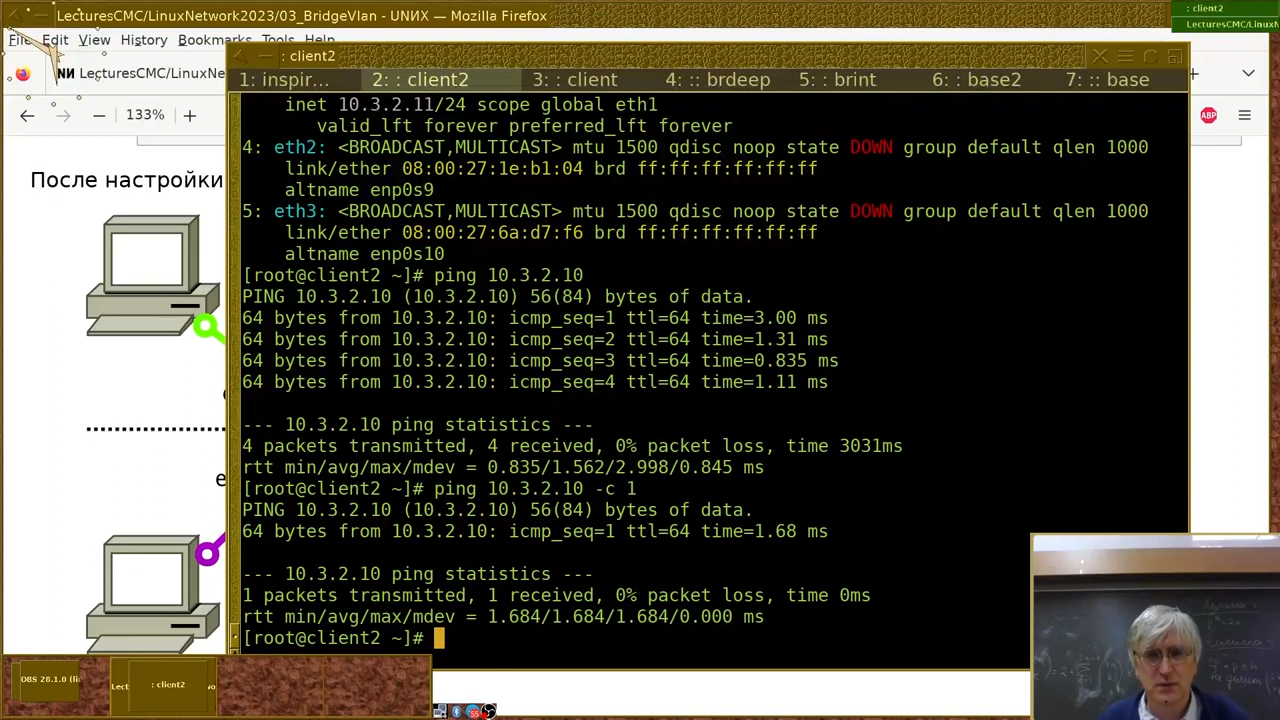 LecturesCMC/LinuxNetwork2023/03_BridgeVlan - UNИX — Mozilla Firefox
: client2
LecturesCMC/LinuxNetwork2023
File Edit View History Bookmarks Tools Help
: client2
NИ LecturesCMC/LinuxNe
1: inspir... 2: : client2 3: : client 4: :: brdeep 5: : brint 6: : base2 7: :: base
133%
ABP
inet 10.3.2.11/24 scope global eth1
valid_lft forever preferred_lft forever
4: eth2: <BROADCAST,MULTICAST> mtu 1500 qdisc noop state DOWN group default qlen 1000
link/ether 08:00:27:1e:b1:04 brd ff:ff:ff:ff:ff:ff
После настройки
altname enp0s9
5: eth3: <BROADCAST,MULTICAST> mtu 1500 qdisc noop state DOWN group default qlen 1000
link/ether 08:00:27:6a:d7:f6 brd ff:ff:ff:ff:ff:ff
altname enp0s10
[root@client2 ~]# ping 10.3.2.10
PING 10.3.2.10 (10.3.2.10) 56(84) bytes of data.
64 bytes from 10.3.2.10: icmp_seq=1 ttl=64 time=3.00 ms
64 bytes from 10.3.2.10: icmp_seq=2 ttl=64 time=1.31 ms
64 bytes from 10.3.2.10: icmp_seq=3 ttl=64 time=0.835 ms
64 bytes from 10.3.2.10: icmp_seq=4 ttl=64 time=1.11 ms
--- 10.3.2.10 ping statistics ---
4 packets transmitted, 4 received, 0% packet loss, time 3031ms
rtt min/avg/max/mdev = 0.835/1.562/2.998/0.845 ms
[root@client2 ~]# ping 10.3.2.10 -c 1
PING 10.3.2.10 (10.3.2.10) 56(84) bytes of data.
64 bytes from 10.3.2.10: icmp_seq=1 ttl=64 time=1.68 ms
--- 10.3.2.10 ping statistics ---
1 packets transmitted, 1 received, 0% packet loss, time 0ms
rtt min/avg/max/mdev = 1.684/1.684/1.684/0.000 ms
[root@client2 ~]#
OBS 28.1.0 (li
Lect
: client2
55